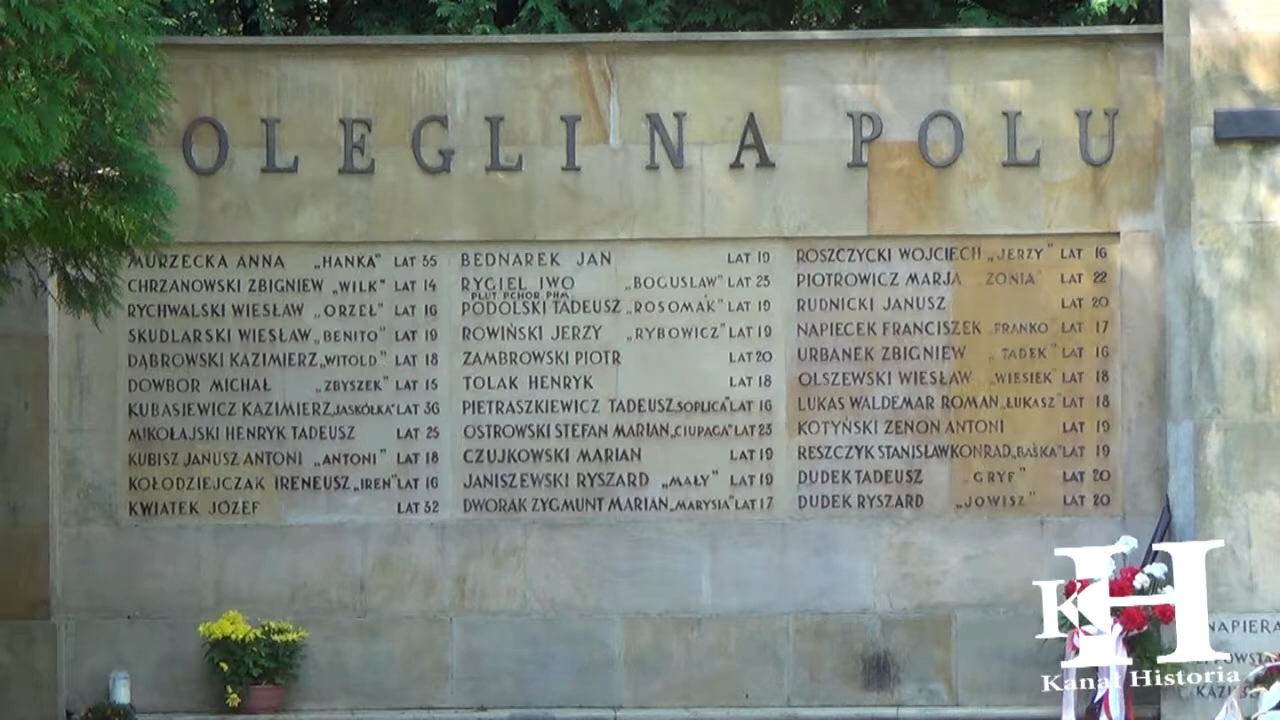 OLEGLI NA POLU
MURZECKA ANNA „HANKA" LAT 35
CHRZANOWSKI ZBIGNIEW „WILK" LAT 14
RYCHWALSKI WIESŁAW „ORZEŁ" LAT 16
SKUDLARSKI WIESŁAW „BENITO" LAT 19
DĄBROWSKI KAZIMIERZ „WITOLD" LAT 18
DOWBOR MICHAŁ „ZBYSZEK" LAT 15
KUBASIEWICZ KAZIMIERZ „JASKÓŁKA" LAT 36
MIKOŁAJSKI HENRYK TADEUSZ LAT 25
KUBISZ JANUSZ ANTONI „ANTONI" LAT 18
KOŁODZIEJCZAK IRENEUSZ „IREN" LAT 16
KWIATEK JÓZEF LAT 32
BEDNAREK JAN LAT 19
RYGIEL IWO „BOGUSŁAW" LAT 25
PLUT. PCHOR. PHM.
PODOLSKI TADEUSZ „ROSOMAK" LAT 19
ROWIŃSKI JERZY „RYBOWICZ" LAT 19
ZAMBROWSKI PIOTR LAT 20
TOLAK HENRYK LAT 18
PIETRASZKIEWICZ TADEUSZ „SOPLICA" LAT 16
OSTROWSKI STEFAN MARIAN „CIUPAGA" LAT 23
CZUJKOWSKI MARIAN LAT 19
JANISZEWSKI RYSZARD „MAŁY" LAT 19
DWORAK ZYGMUNT MARIAN „MARYSIA" LAT 17
ROSZCZYCKI WOJCIECH „JERZY" LAT 16
PIOTROWICZ MARJA „ZONIA" LAT 22
RUDNICKI JANUSZ LAT 20
NAPIECEK FRANCISZEK „FRANKO" LAT 17
URBANEK ZBIGNIEW „TADEK" LAT 16
OLSZEWSKI WIESŁAW „WIESIEK" LAT 18
LUKAS WALDEMAR ROMAN „ŁUKASZ" LAT 18
KOTYŃSKI ZENON ANTONI LAT 19
RESZCZYK STANISŁAW KONRAD „BAŚKA" LAT 19
DUDEK TADEUSZ „GRYF" LAT 20
DUDEK RYSZARD „JOWISZ" LAT 20
KH
Kanał Historia
NAPIERA